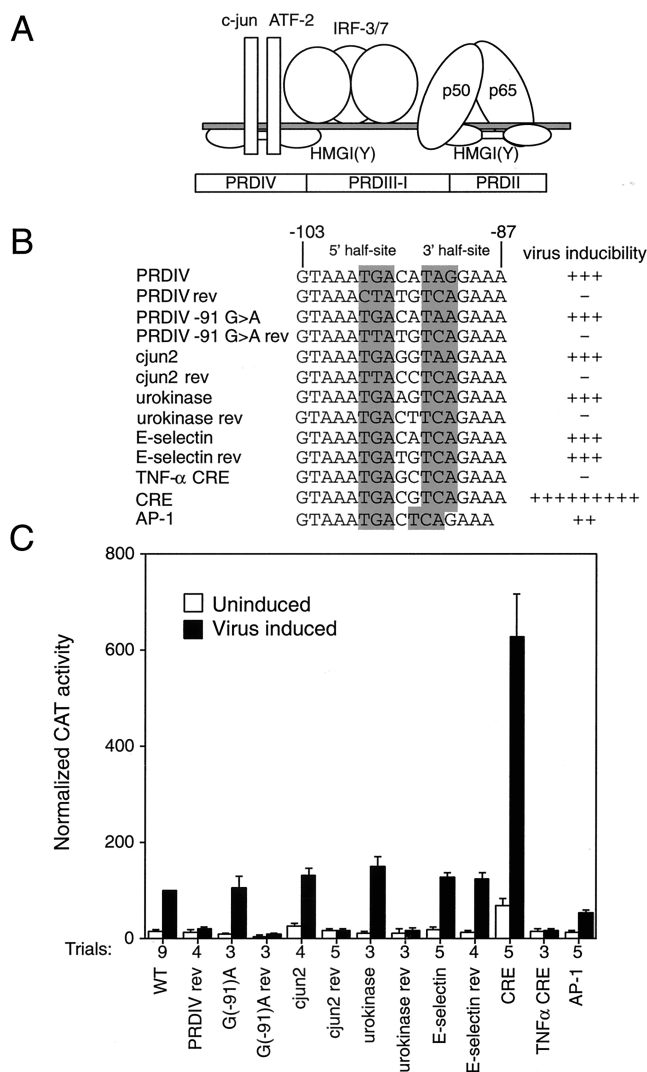 A
c-jun ATF-2 IRF-3/7
p50 p65
HMGI(Y) HMGI(Y)
PRDIV PRDIII-I PRDII
B
-103 -87
5' half-site 3' half-site virus inducibility
PRDIV GTAAATGACATAGGAAA +++
PRDIV rev GTAAACTATGTCAGAAA –
PRDIV -91 G>A GTAAATGACATAAGAAA +++
PRDIV -91 G>A rev GTAAATTATGTCAGAAA –
cjun2 GTAAATGAGGTAAGAAA +++
cjun2 rev GTAAATTACCTCAGAAA –
urokinase GTAAATGAAGTCAGAAA +++
urokinase rev GTAAATGACTTCAGAAA –
E-selectin GTAAATGACATCAGAAA +++
E-selectin rev GTAAATGATGTCAGAAA +++
TNF-α CRE GTAAATGAGCTCAGAAA –
CRE GTAAATGACGTCAGAAA +++++++++
AP-1 GTAAATGACTCAGAAA ++
C
Normalized CAT activity
800
600
400
200
0
Uninduced
Virus induced
Trials: 9 4 3 3 4 5 3 3 5 4 5 3 5
WT
PRDIV rev
G(-91)A
G(-91)A rev
cjun2
cjun2 rev
urokinase
urokinase rev
E-selectin
E-selectin rev
CRE
TNFα CRE
AP-1